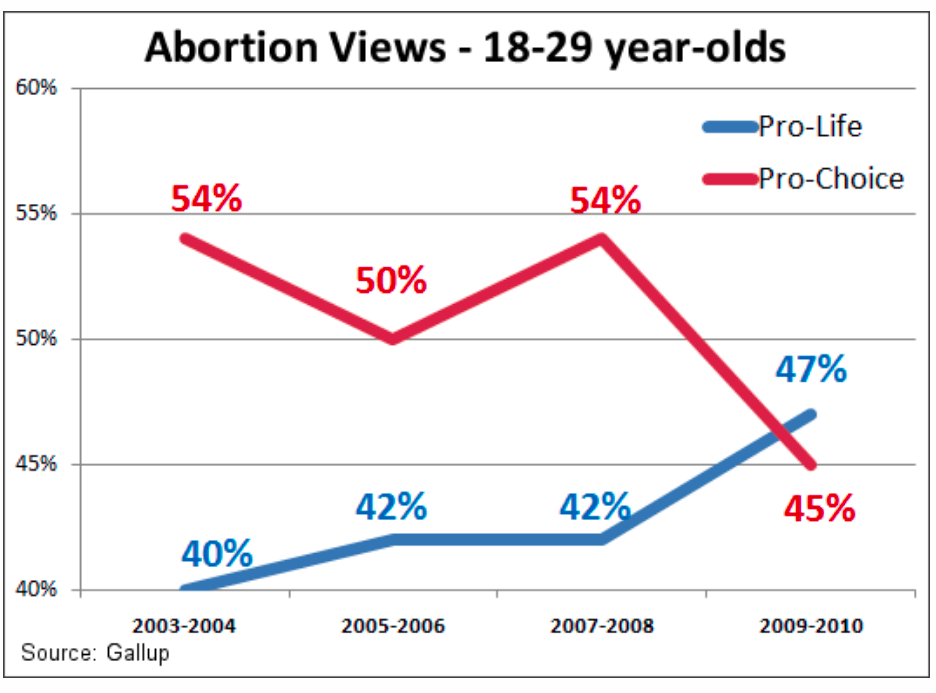 Abortion Views - 18-29 year-olds
60%
Pro-Life
Pro-Choice
54%
54%
55%
50%
50%
47%
45%
42%
42%
45%
40%
40%
2003-2004 2005-2006 2007-2008 2009-2010
Source: Gallup